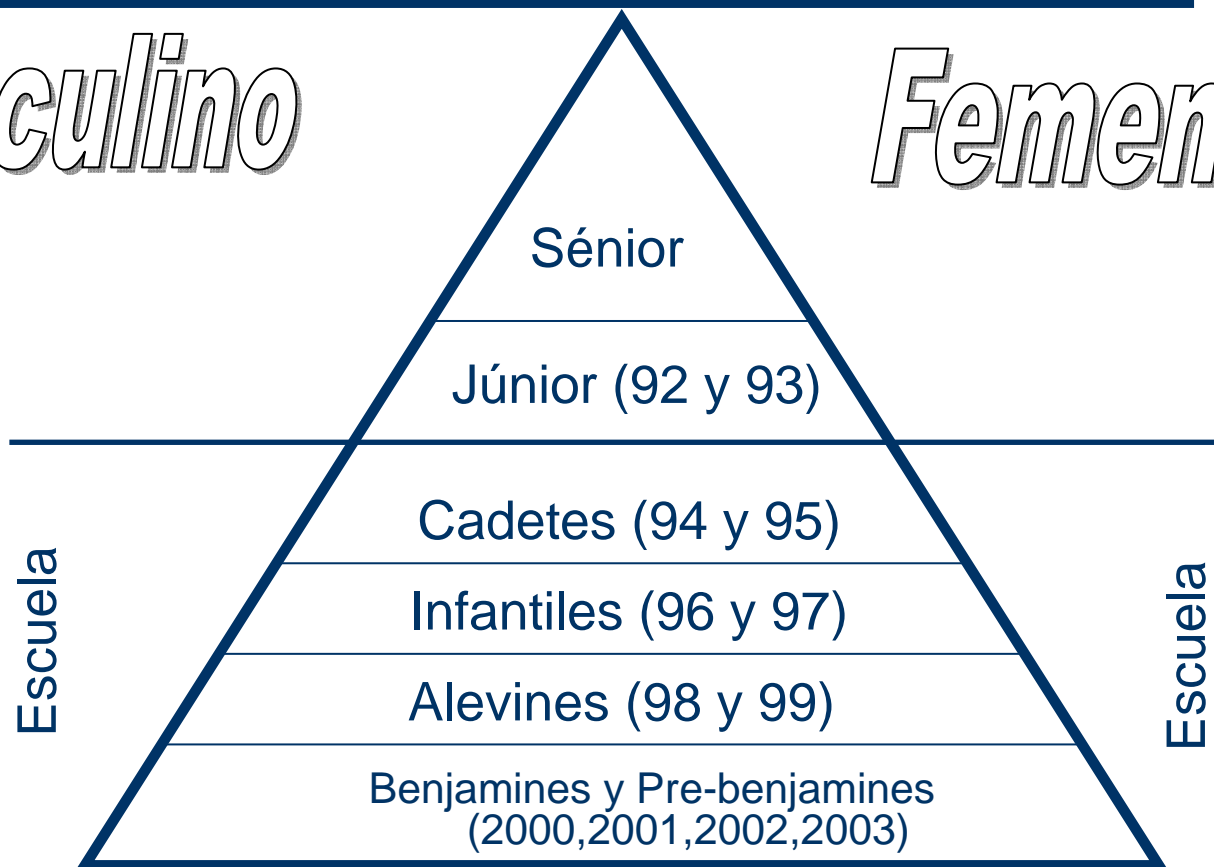 culino
Femen
Sénior
Júnior (92 y 93)
Cadetes (94 y 95)
Escuela
Infantiles (96 y 97)
Escuela
Alevines (98 y 99)
Benjamines y Pre-benjamines
(2000,2001,2002,2003)